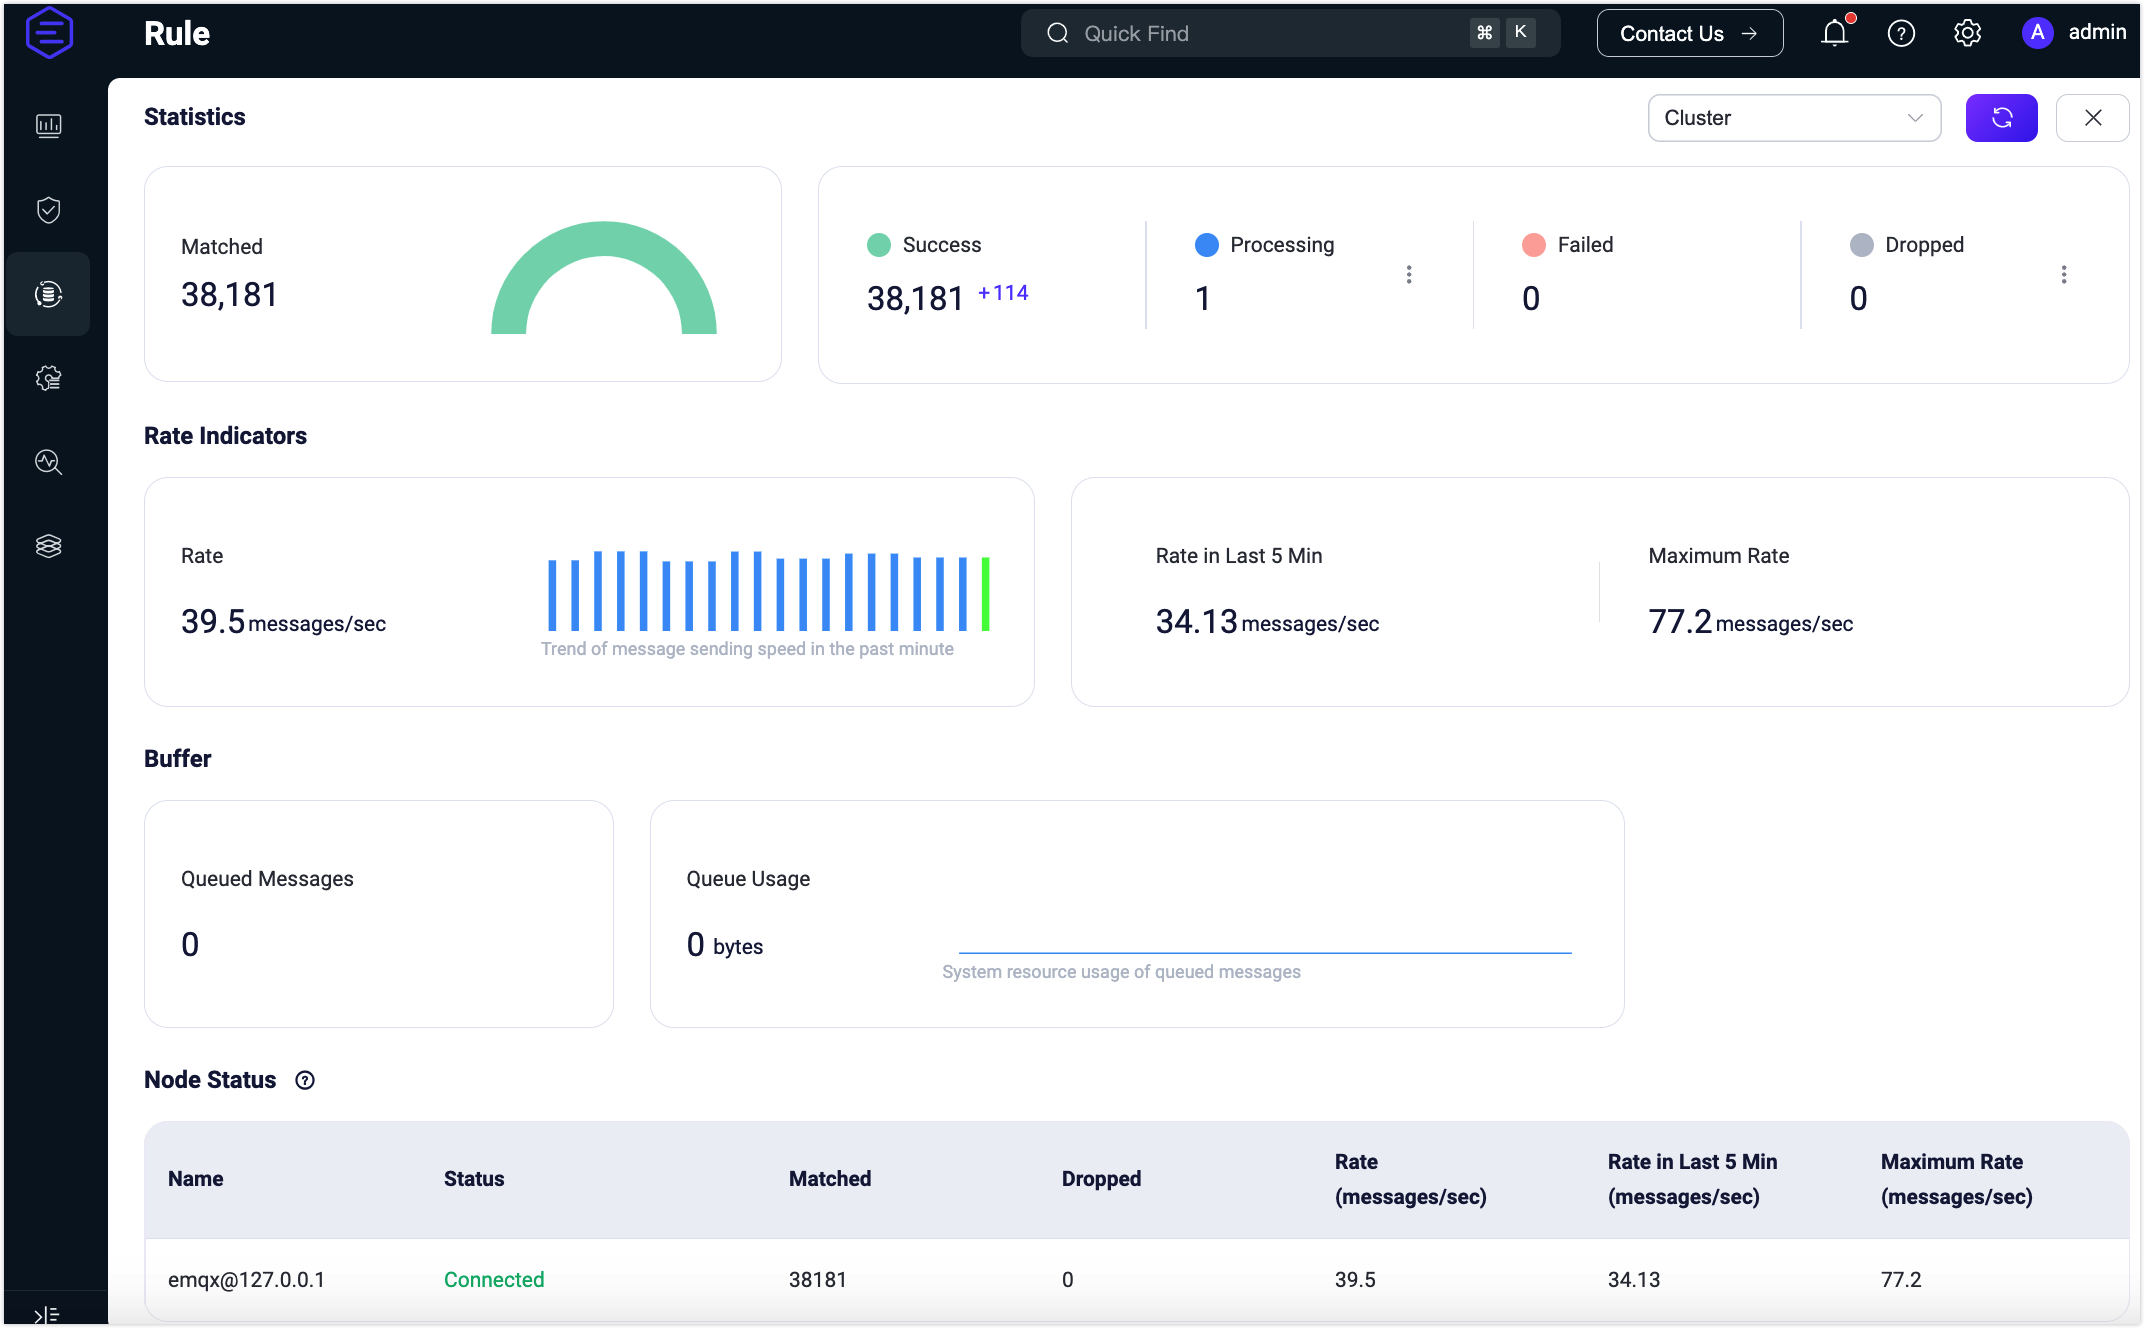 Rule
Quick Find
⌘ K
Contact Us →
A admin
Statistics
Cluster
Matched
38,181
Success
38,181 +114
Processing
1
Failed
0
Dropped
0
Rate Indicators
Rate
39.5 messages/sec
Trend of message sending speed in the past minute
Rate in Last 5 Min
34.13 messages/sec
Maximum Rate
77.2 messages/sec
Buffer
Queued Messages
0
Queue Usage
0 bytes
System resource usage of queued messages
Node Status
Name Status Matched Dropped Rate (messages/sec) Rate in Last 5 Min (messages/sec) Maximum Rate (messages/sec)
emqx@127.0.0.1 Connected 38181 0 39.5 34.13 77.2